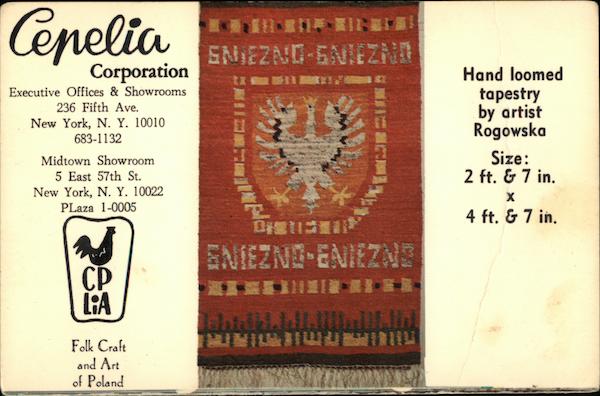 Cepelia
Corporation
Executive Offices & Showrooms
236 Fifth Ave.
New York, N. Y. 10010
683-1132
Midtown Showroom
5 East 57th St.
New York, N. Y. 10022
PLaza 1-0005
CP
LiA
Folk Craft
and Art
of Poland
GNIEZNO-GNIEZNO
GNIEZNO-GNIEZNO
Hand loomed
tapestry
by artist
Rogowska
Size:
2 ft. & 7 in.
x
4 ft. & 7 in.